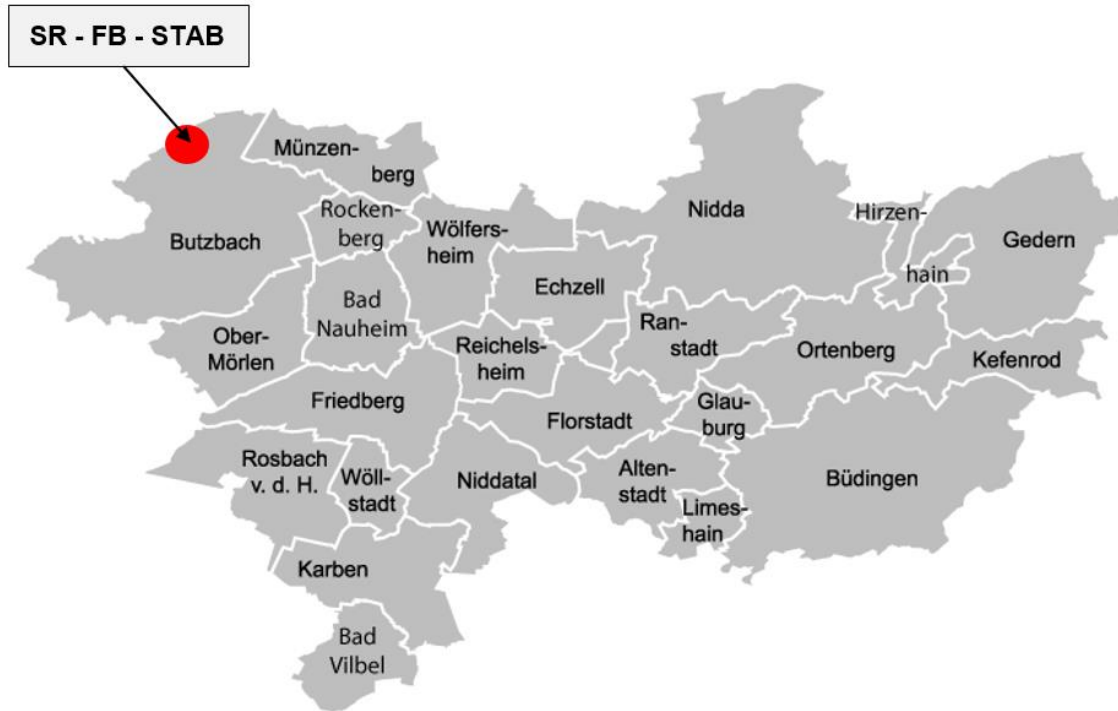 SR - FB - STAB
Münzen-
berg
Rocken-
berg
Butzbach
Wölfers-
heim
Nidda
Hirzen-
hain
Gedern
Echzell
Bad
Nauheim
Ober-
Mörlen
Reichels-
heim
Ran-
stadt
Ortenberg
Kefenrod
Friedberg
Florstadt
Glau-
burg
Rosbach
v. d. H.
Wöll-
stadt
Niddatal
Alten-
stadt
Limes-
hain
Büdingen
Karben
Bad
Vilbel